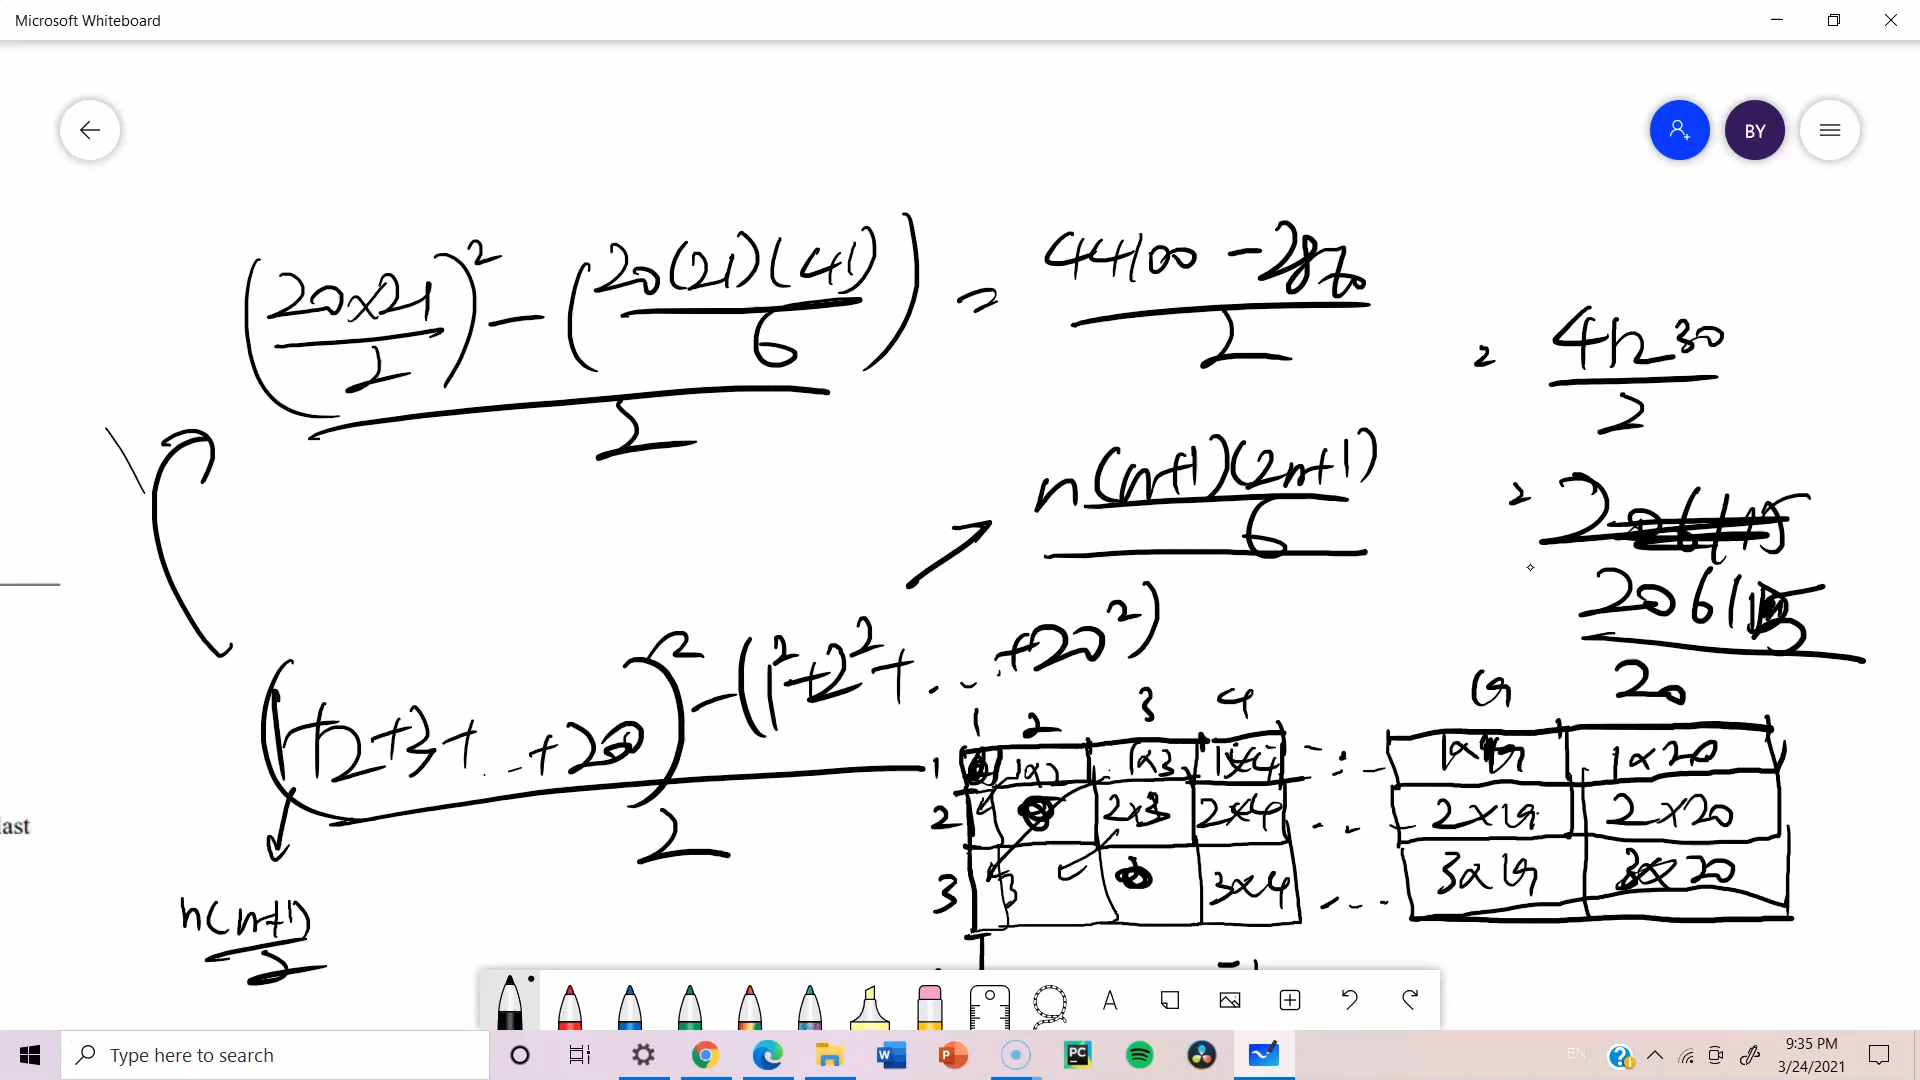 Microsoft Whiteboard
BY
(20×21/2)² - (20(21)(41)/6) / 2 = 44100 - 2870 / 2
= 41230 / 2
n(n+1)(2n+1) / 6
= 20615
20615
(1+2+3+...+20)² - (1²+2²+...+20²) / 2
n(n+1) / 2
last
1 2 3 4 19 20
1 1×2 1×3 1×4 ... 1×19 1×20
2 2×3 2×4 ... 2×19 2×20
3 3 3×4 ... 3×19 3×20
Type here to search
EN
9:35 PM
3/24/2021